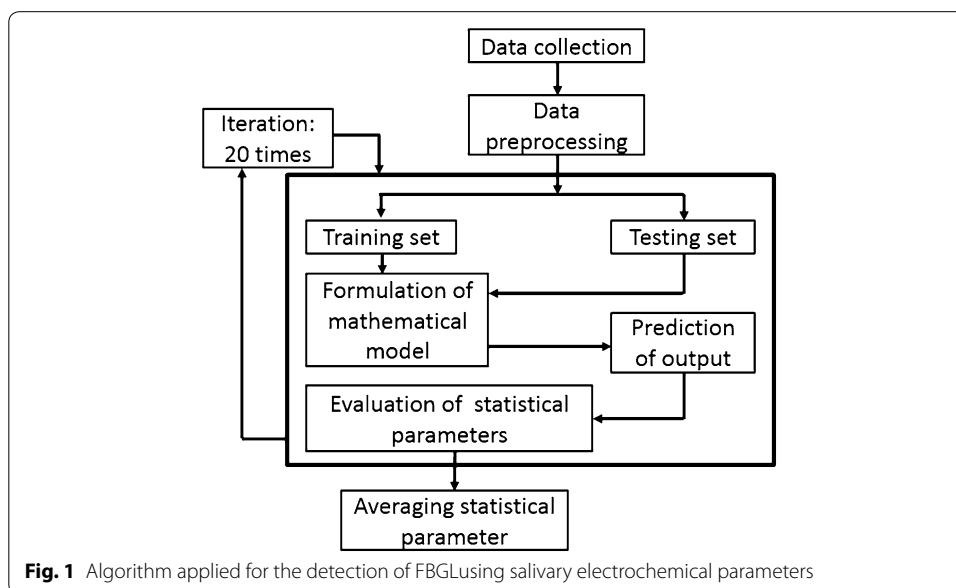 Data collection
Data
preprocessing
Iteration:
20 times
Training set
Testing set
Formulation of
mathematical
model
Prediction
of output
Evaluation of statistical
parameters
Averaging statistical
parameter
Fig. 1 Algorithm applied for the detection of FBGLusing salivary electrochemical parameters